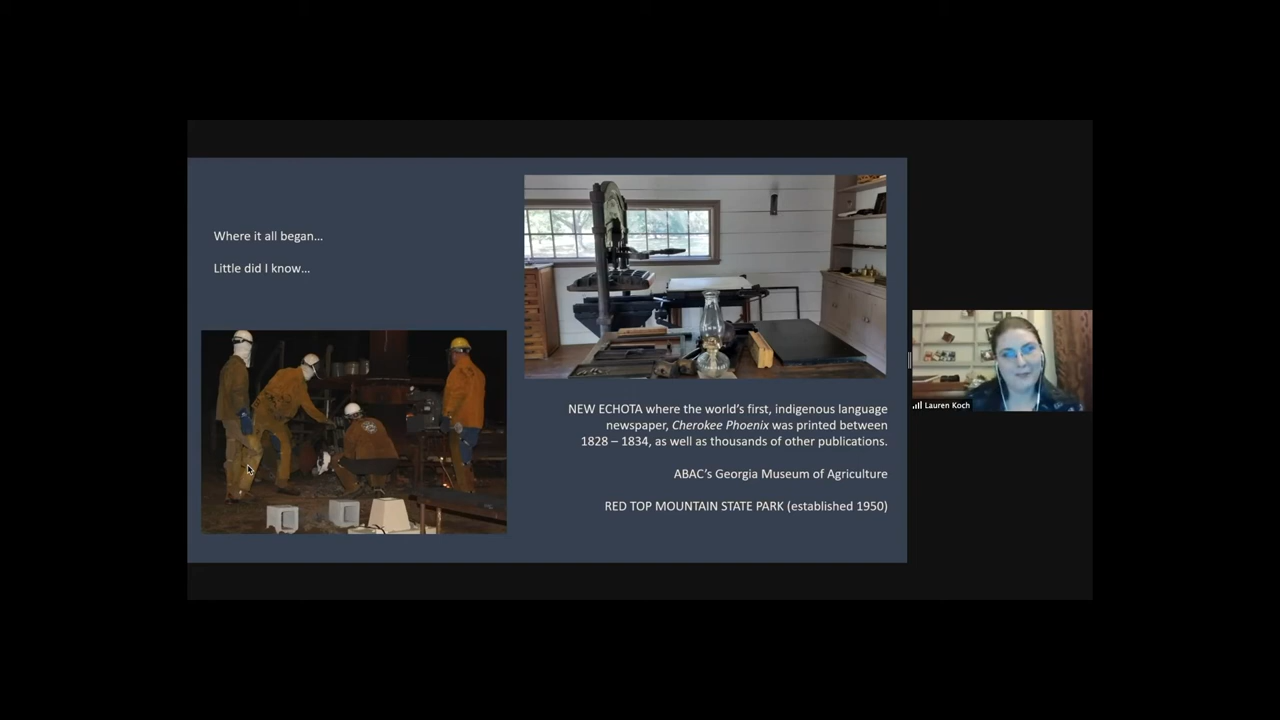 Where it all began…
Little did I know…
NEW ECHOTA where the world's first, indigenous language
newspaper, Cherokee Phoenix was printed between
1828 – 1834, as well as thousands of other publications.
ABAC's Georgia Museum of Agriculture
RED TOP MOUNTAIN STATE PARK (established 1950)
Lauren Koch